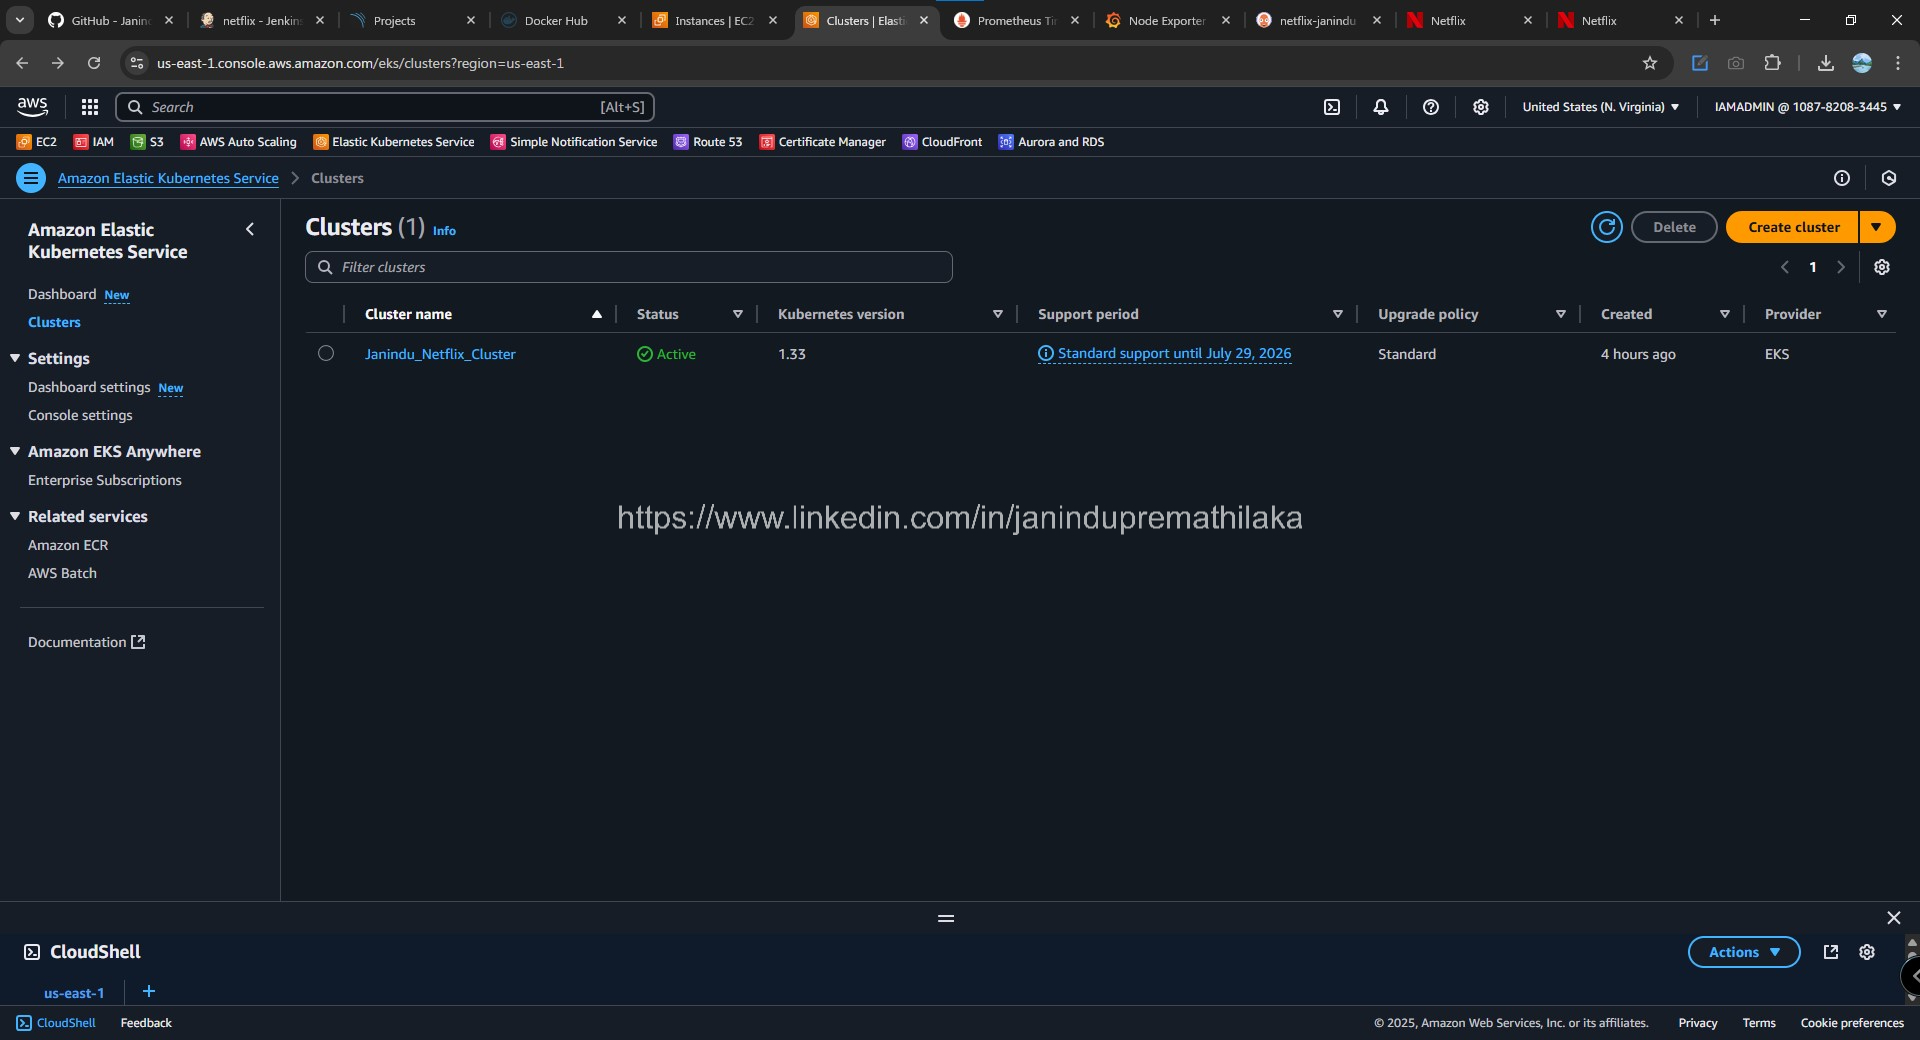 GitHub - Janin
netflix - Jenkins
Projects
Docker Hub
Instances | EC2
Clusters | Elasti
Prometheus Tim
Node Exporter
netflix-janindu
Netflix
Netflix
us-east-1.console.aws.amazon.com/eks/clusters?region=us-east-1
aws
Search
[Alt+S]
United States (N. Virginia)
IAMADMIN @ 1087-8208-3445
EC2
IAM
S3
AWS Auto Scaling
Elastic Kubernetes Service
Simple Notification Service
Route 53
Certificate Manager
CloudFront
Aurora and RDS
Amazon Elastic Kubernetes Service
Clusters
Amazon Elastic
Kubernetes Service
Dashboard New
Clusters
Settings
Dashboard settings New
Console settings
Amazon EKS Anywhere
Enterprise Subscriptions
Related services
Amazon ECR
AWS Batch
Documentation
Clusters (1) Info
Delete
Create cluster
Filter clusters
1
Cluster name
Status
Kubernetes version
Support period
Upgrade policy
Created
Provider
Janindu_Netflix_Cluster
Active
1.33
Standard support until July 29, 2026
Standard
4 hours ago
EKS
https://www.linkedin.com/in/janindupremathilaka
CloudShell
Actions
us-east-1
CloudShell
Feedback
© 2025, Amazon Web Services, Inc. or its affiliates.
Privacy
Terms
Cookie preferences